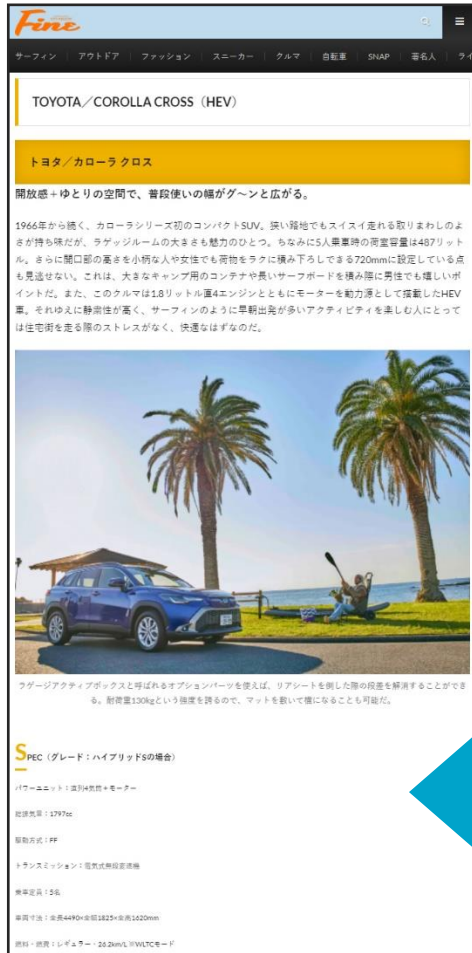 Fine
サーフィン アウトドア ファッション スニーカー クルマ 自転車 SNAP 著名人 ライ
TOYOTA／COROLLA CROSS（HEV）
トヨタ／カローラ クロス
開放感＋ゆとりの空間で、普段使いの幅がグ〜ンと広がる。
1966年から続く、カローラシリーズ初のコンパクトSUV。狭い路地でもスイスイ走れる取りまわしのよ
さが持ち味だが、ラゲッジルームの大きさも魅力のひとつ。ちなみに5人乗車時の荷室容量は487リット
ル。さらに開口部の高さを小柄な人や女性でも荷物をラクに積み下ろしできる720mmに設定している点
も見逃せない。これは、大きなキャンプ用のコンテナや長いサーフボードを積み際に男性でも嬉しいポ
イントだ。また、このクルマは1.8リットル直4エンジンとともにモーターを動力源として搭載したHEV
車。それゆえに静粛性が高く、サーフィンのように早朝出発が多いアクティビティを楽しむ人にとって
は住宅街を走る際のストレスがなく、快適なはずなのだ。
ラゲージアクティブボックスと呼ばれるオプションパーツを使えば、リアシートを倒した際の段差を解消することができ
る。耐荷重130kgという強度を誇るので、マットを敷いて横になることも可能だ。
SPEC（グレード：ハイブリッドSの場合）
パワーユニット：直列4気筒＋モーター
総排気量：1797cc
駆動方式：FF
トランスミッション：電気式無段変速機
乗車定員：5名
車両寸法：全長4490×全幅1825×全高1620mm
燃料・燃費：レギュラー・26.2km/L ※WLTCモード